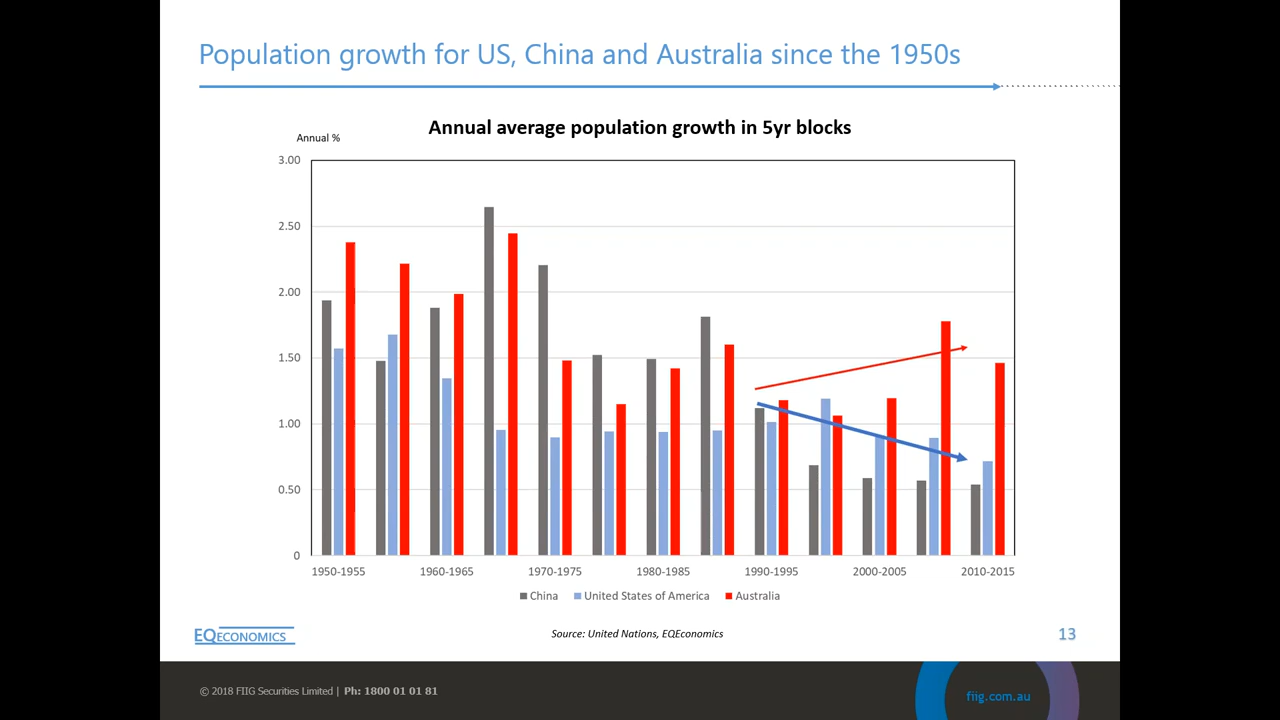 Population growth for US, China and Australia since the 1950s
Annual average population growth in 5yr blocks
Annual %
3.00
2.50
2.00
1.50
1.00
0.50
0
1950-1955 1960-1965 1970-1975 1980-1985 1990-1995 2000-2005 2010-2015
China United States of America Australia
EQECONOMICS
Source: United Nations, EQEconomics
13
© 2018 FIIG Securities Limited | Ph: 1800 01 01 81
fiig.com.au